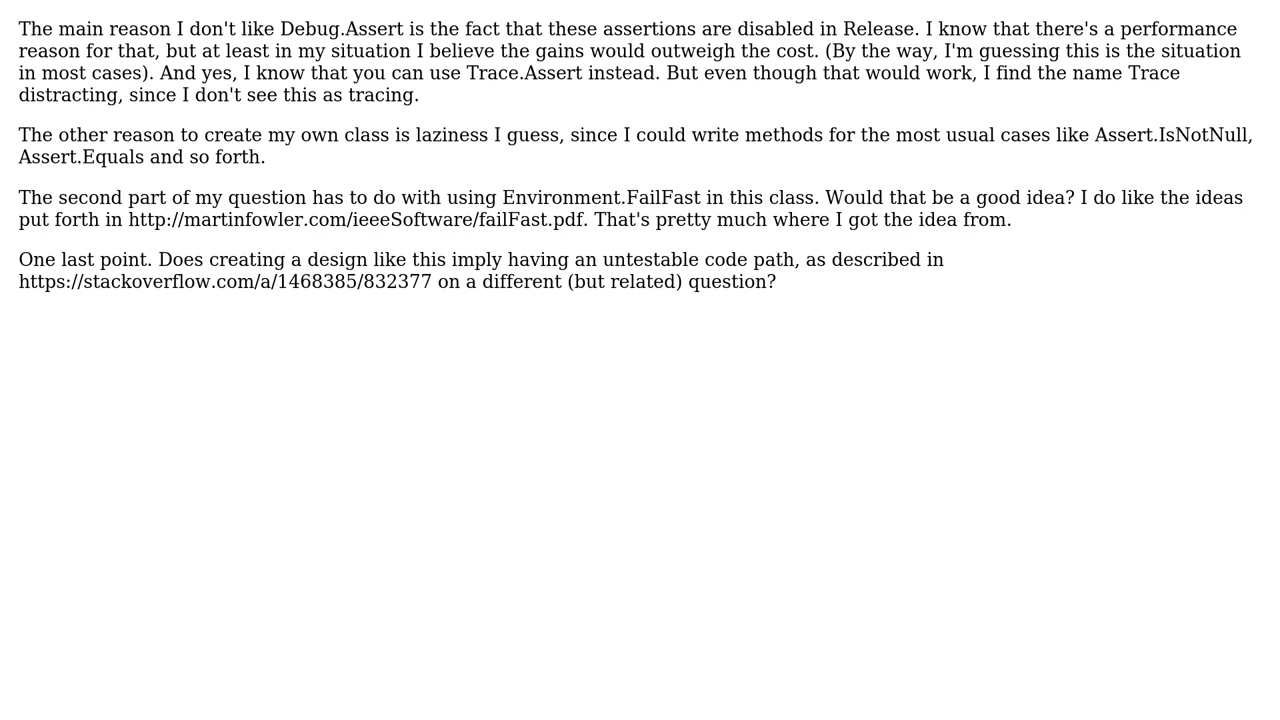 The main reason I don't like Debug.Assert is the fact that these assertions are disabled in Release. I know that there's a performance
reason for that, but at least in my situation I believe the gains would outweigh the cost. (By the way, I'm guessing this is the situation
in most cases). And yes, I know that you can use Trace.Assert instead. But even though that would work, I find the name Trace
distracting, since I don't see this as tracing.
The other reason to create my own class is laziness I guess, since I could write methods for the most usual cases like Assert.IsNotNull,
Assert.Equals and so forth.
The second part of my question has to do with using Environment.FailFast in this class. Would that be a good idea? I do like the ideas
put forth in http://martinfowler.com/ieeeSoftware/failFast.pdf. That's pretty much where I got the idea from.
One last point. Does creating a design like this imply having an untestable code path, as described in
https://stackoverflow.com/a/1468385/832377 on a different (but related) question?